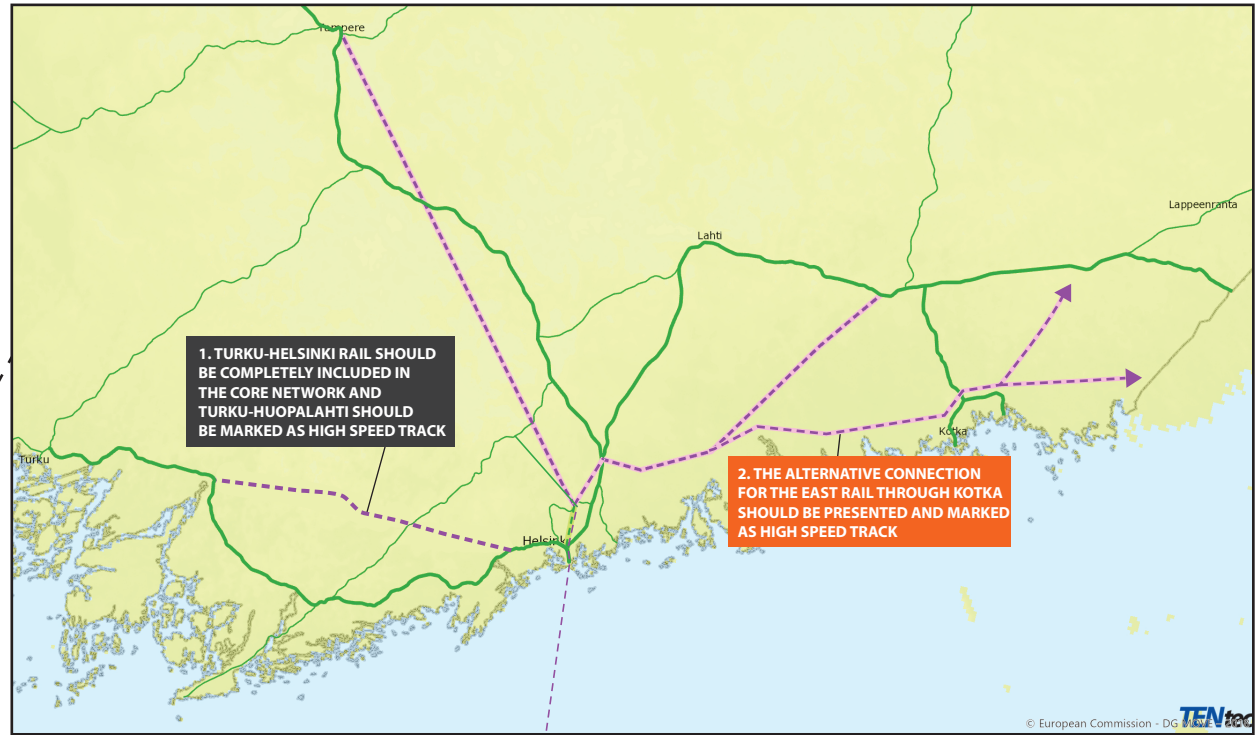 Tampere
Lappeenranta
Lahti
1. TURKU-HELSINKI RAIL SHOULD
BE COMPLETELY INCLUDED IN
THE CORE NETWORK AND
TURKU-HUOPALAHTI SHOULD
BE MARKED AS HIGH SPEED TRACK
Turku
Kotka
2. THE ALTERNATIVE CONNECTION
FOR THE EAST RAIL THROUGH KOTKA
SHOULD BE PRESENTED AND MARKED
AS HIGH SPEED TRACK
Helsinki
TENtec
© European Commission - DG MOVE -